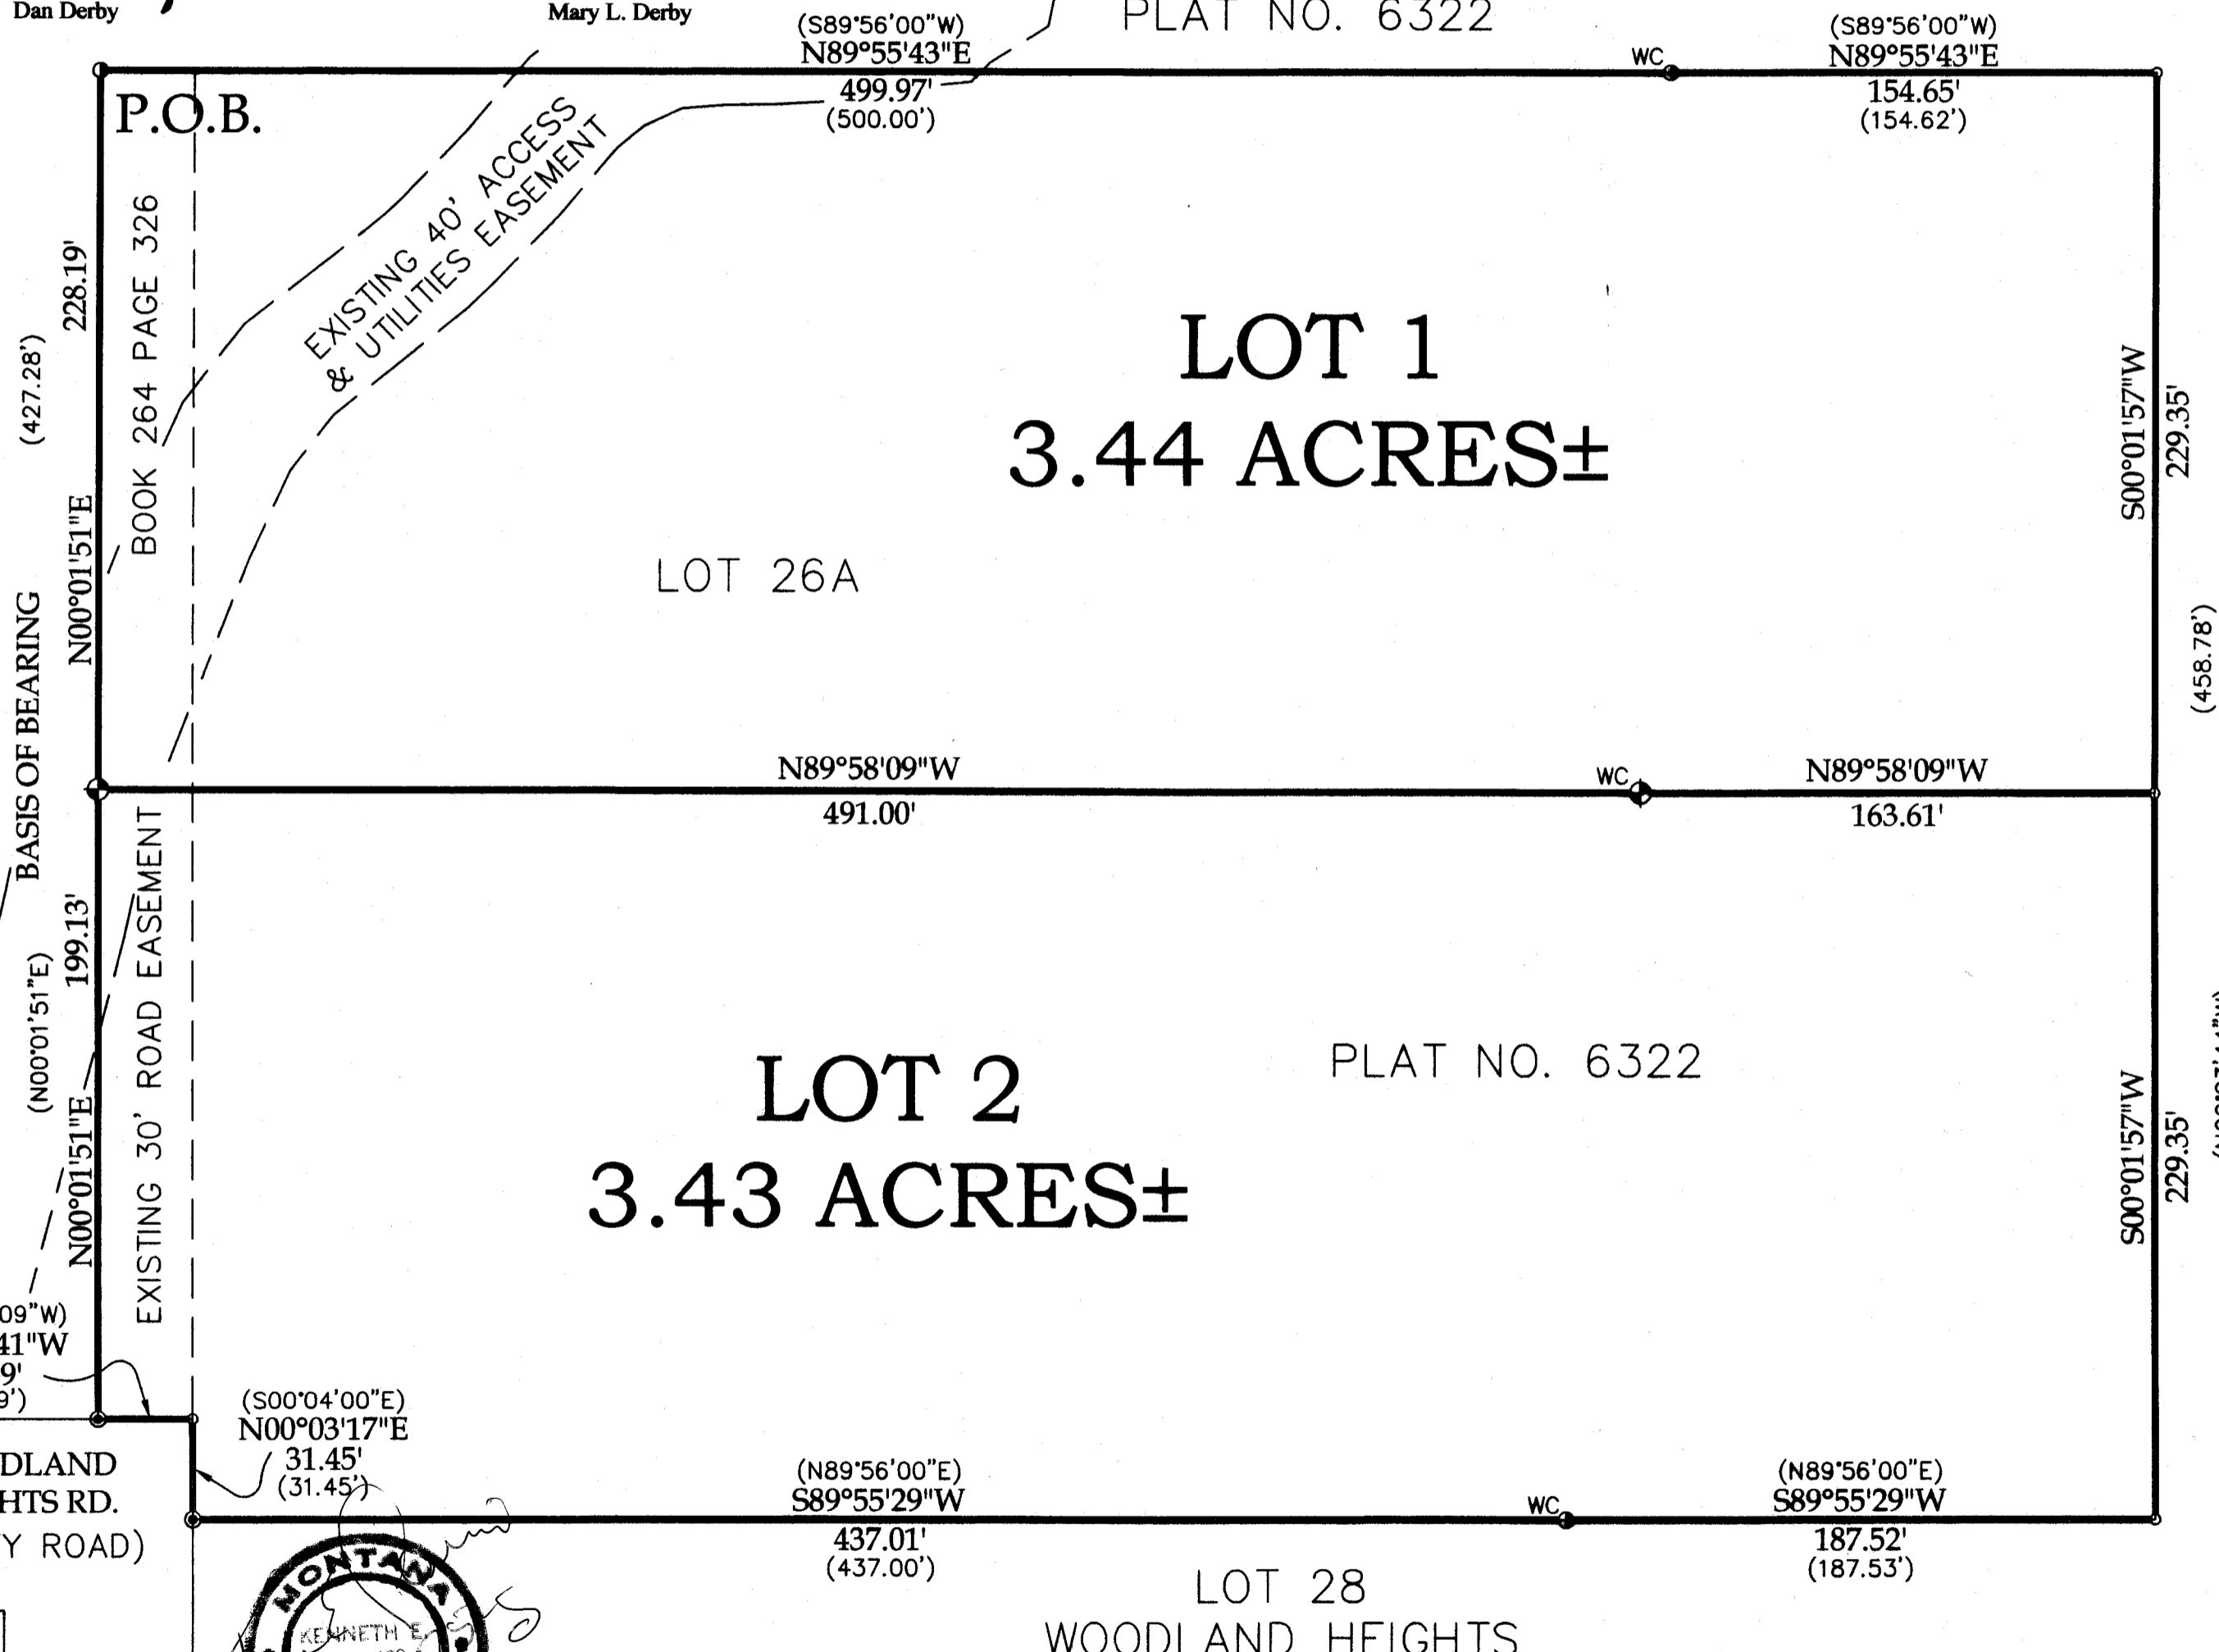 Dan Derby
Mary L. Derby
PLAT NO. 6322
(S89°56'00"W)
N89°55'43"E
499.97'
(500.00')
WC
(S89°56'00"W)
N89°55'43"E
154.65'
(154.62')
P.O.B.
EXISTING 40' ACCESS
& UTILITIES EASEMENT
BOOK 264 PAGE 326
228.19'
(427.28')
N00°01'51"E
BASIS OF BEARING
LOT 1
3.44 ACRES±
LOT 26A
S00°01'57"W
229.35'
(458.78')
N89°58'09"W
491.00'
WC
N89°58'09"W
163.61'
EXISTING 30' ROAD EASEMENT
199.13'
(N00°01'51"E)
N00°01'51"E
PLAT NO. 6322
LOT 2
3.43 ACRES±
S00°01'57"W
229.35'
09"W)
41"W
9'
9')
(S00°04'00"E)
N00°03'17"E
31.45'
(31.45')
DLAND
HTS RD.
Y ROAD)
(N89°56'00"E)
S89°55'29"W
437.01'
(437.00')
WC
(N89°56'00"E)
S89°55'29"W
187.52'
(187.53')
LOT 28
WOODLAND HEIGHTS
MONTANA
KENNETH E.